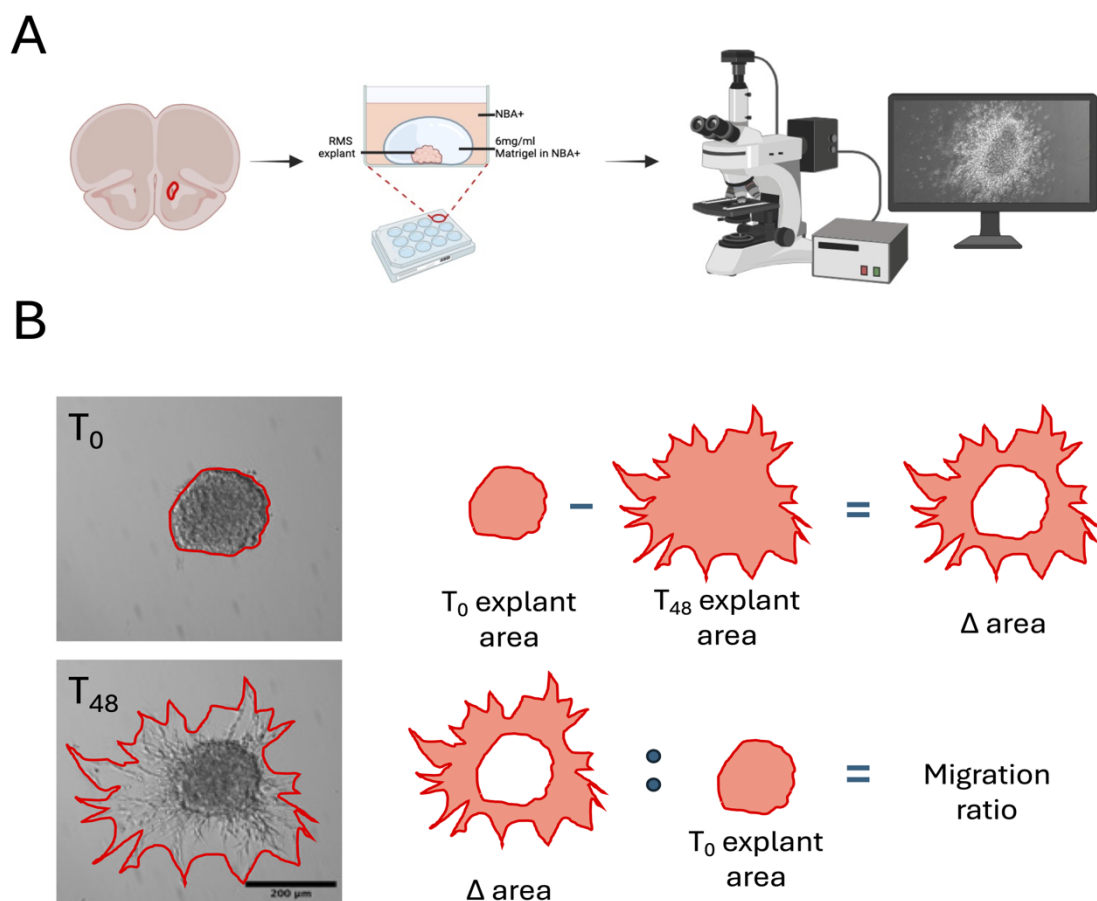 A
NBA+
RMS
explant
6mg/ml
Matrigel in NBA+
B
T₀
−
=
T₀ explant
area
T₄₈ explant
area
Δ area
T₄₈
200 µm
:
=
Migration
ratio
T₀ explant
area
Δ area